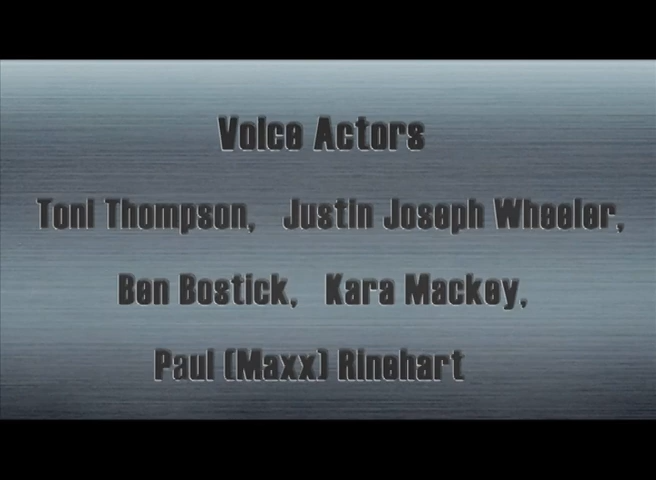 Voice Actors
Toni Thompson, Justin Joseph Wheeler,
Ben Bostick, Kara Mackey,
Paul (Maxx) Rinehart